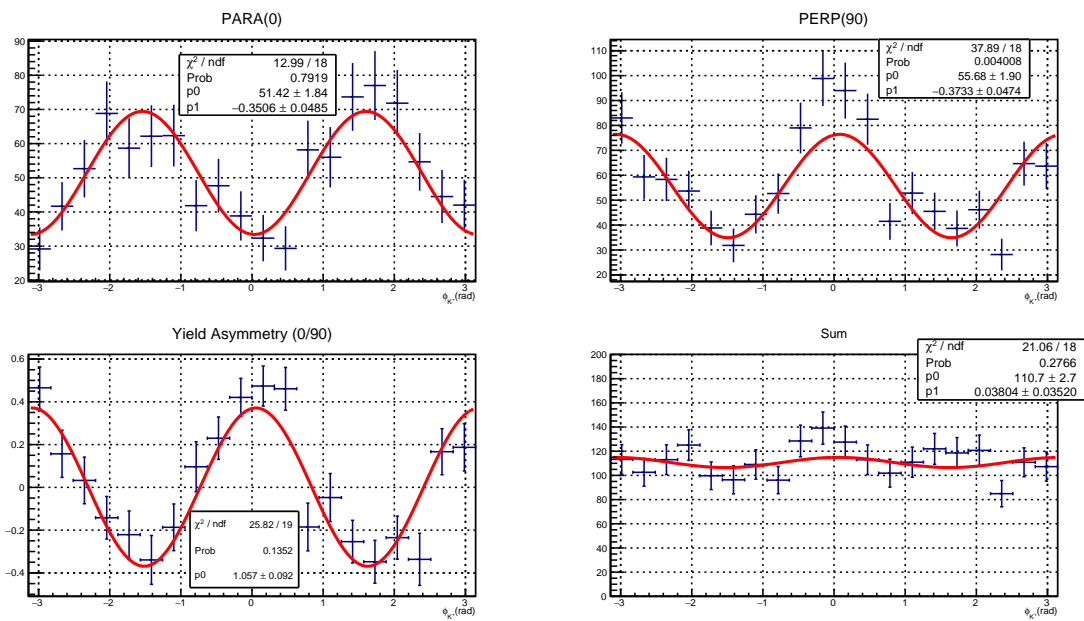 PARA(0)
χ² / ndf 12.99 / 18
Prob 0.7919
p0 51.42 ± 1.84
p1 −0.3506 ± 0.0485
90
80
70
60
50
40
30
20
−3 −2 −1 0 1 2 3
ϕK⁺(rad)
PERP(90)
χ² / ndf 37.89 / 18
Prob 0.004008
p0 55.68 ± 1.90
p1 −0.3733 ± 0.0474
110
100
90
80
70
60
50
40
30
20
−3 −2 −1 0 1 2 3
ϕK⁺(rad)
Yield Asymmetry (0/90)
χ² / ndf 25.82 / 19
Prob 0.1352
p0 1.057 ± 0.092
0.6
0.4
0.2
0
−0.2
−0.4
−3 −2 −1 0 1 2 3
ϕK⁺(rad)
Sum
χ² / ndf 21.06 / 18
Prob 0.2766
p0 110.7 ± 2.7
p1 0.03804 ± 0.03520
200
180
160
140
120
100
80
60
40
20
0
−3 −2 −1 0 1 2 3
ϕK⁺(rad)